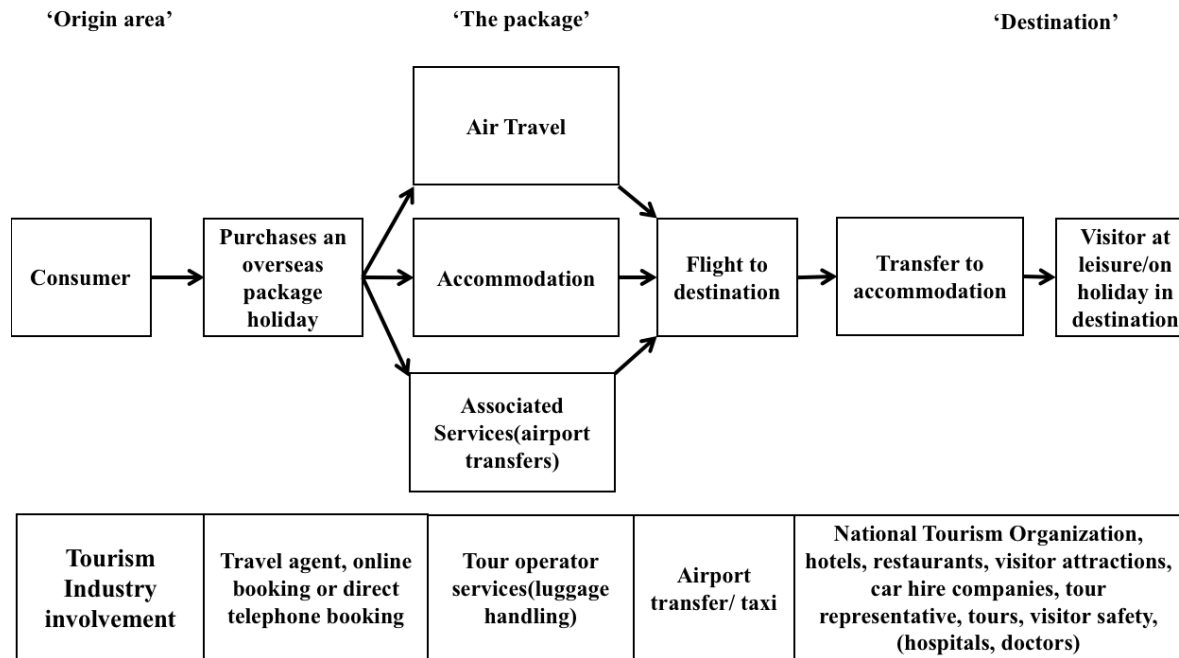 ‘Origin area’
‘The package’
‘Destination’
Air Travel
Consumer
Purchases an
overseas
package
holiday
Accommodation
Flight to
destination
Transfer to
accommodation
Visitor at
leisure/on
holiday in
destination
Associated
Services(airport
transfers)
Tourism
Industry
involvement
Travel agent, online
booking or direct
telephone booking
Tour operator
services(luggage
handling)
Airport
transfer/ taxi
National Tourism Organization,
hotels, restaurants, visitor attractions,
car hire companies, tour
representative, tours, visitor safety,
(hospitals, doctors)